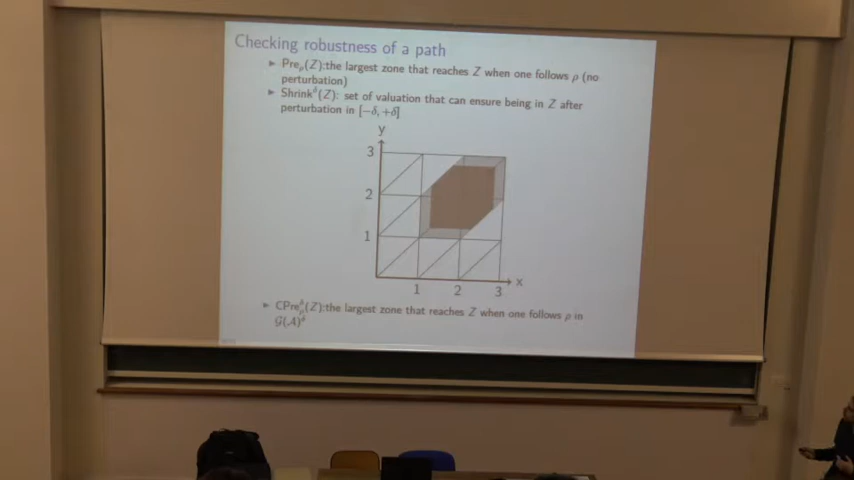 Checking robustness of a path
▶ Pre_ρ(Z):the largest zone that reaches Z when one follows ρ (no
perturbation)
▶ Shrink^δ(Z): set of valuation that can ensure being in Z after
perturbation in [−δ, +δ]
y
3
2
1
1 2 3 x
▶ CPre^δ_ρ(Z):the largest zone that reaches Z when one follows ρ in
G(A)^δ